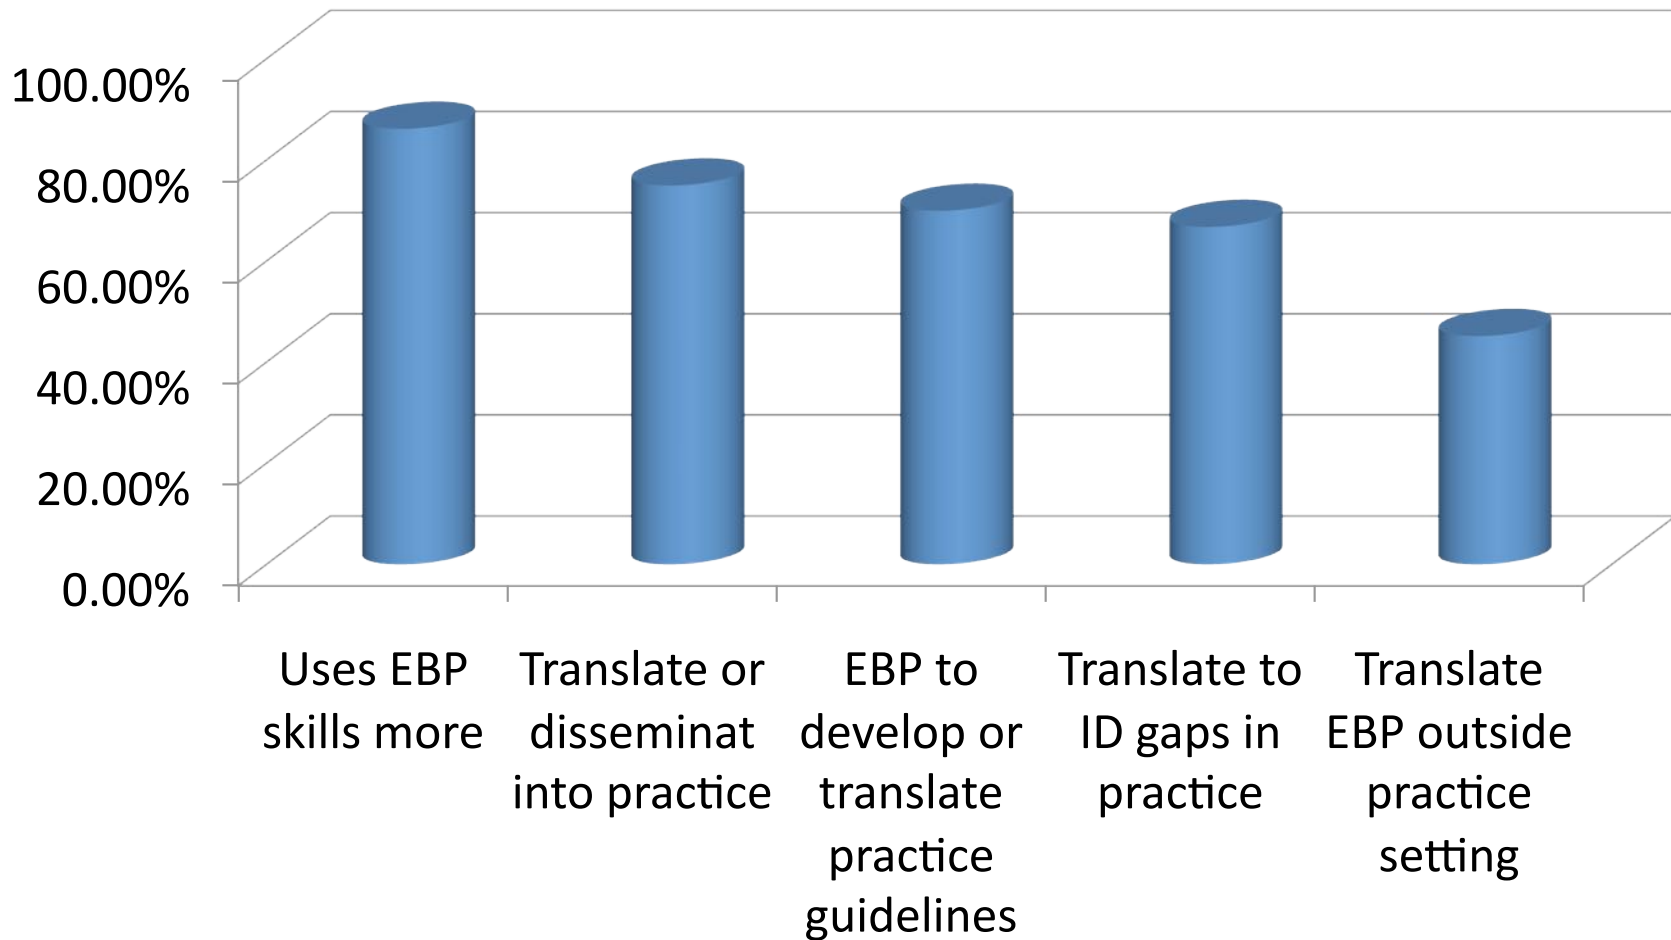 100.00%
80.00%
60.00%
40.00%
20.00%
0.00%
Uses EBP
skills more
Translate or
disseminat
into practice
EBP to
develop or
translate
practice
guidelines
Translate to
ID gaps in
practice
Translate
EBP outside
practice
setting